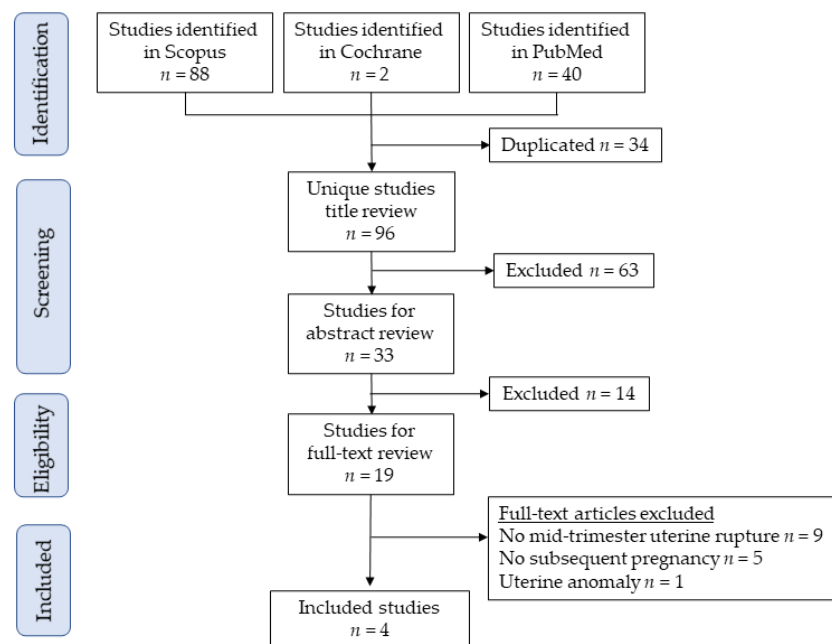 Identification
Studies identified
in Scopus
n = 88
Studies identified
in Cochrane
n = 2
Studies identified
in PubMed
n = 40
Duplicated n = 34
Screening
Unique studies
title review
n = 96
Excluded n = 63
Studies for
abstract review
n = 33
Excluded n = 14
Eligibility
Studies for
full-text review
n = 19
Full-text articles excluded
No mid-trimester uterine rupture n = 9
No subsequent pregnancy n = 5
Uterine anomaly n = 1
Included
Included studies
n = 4